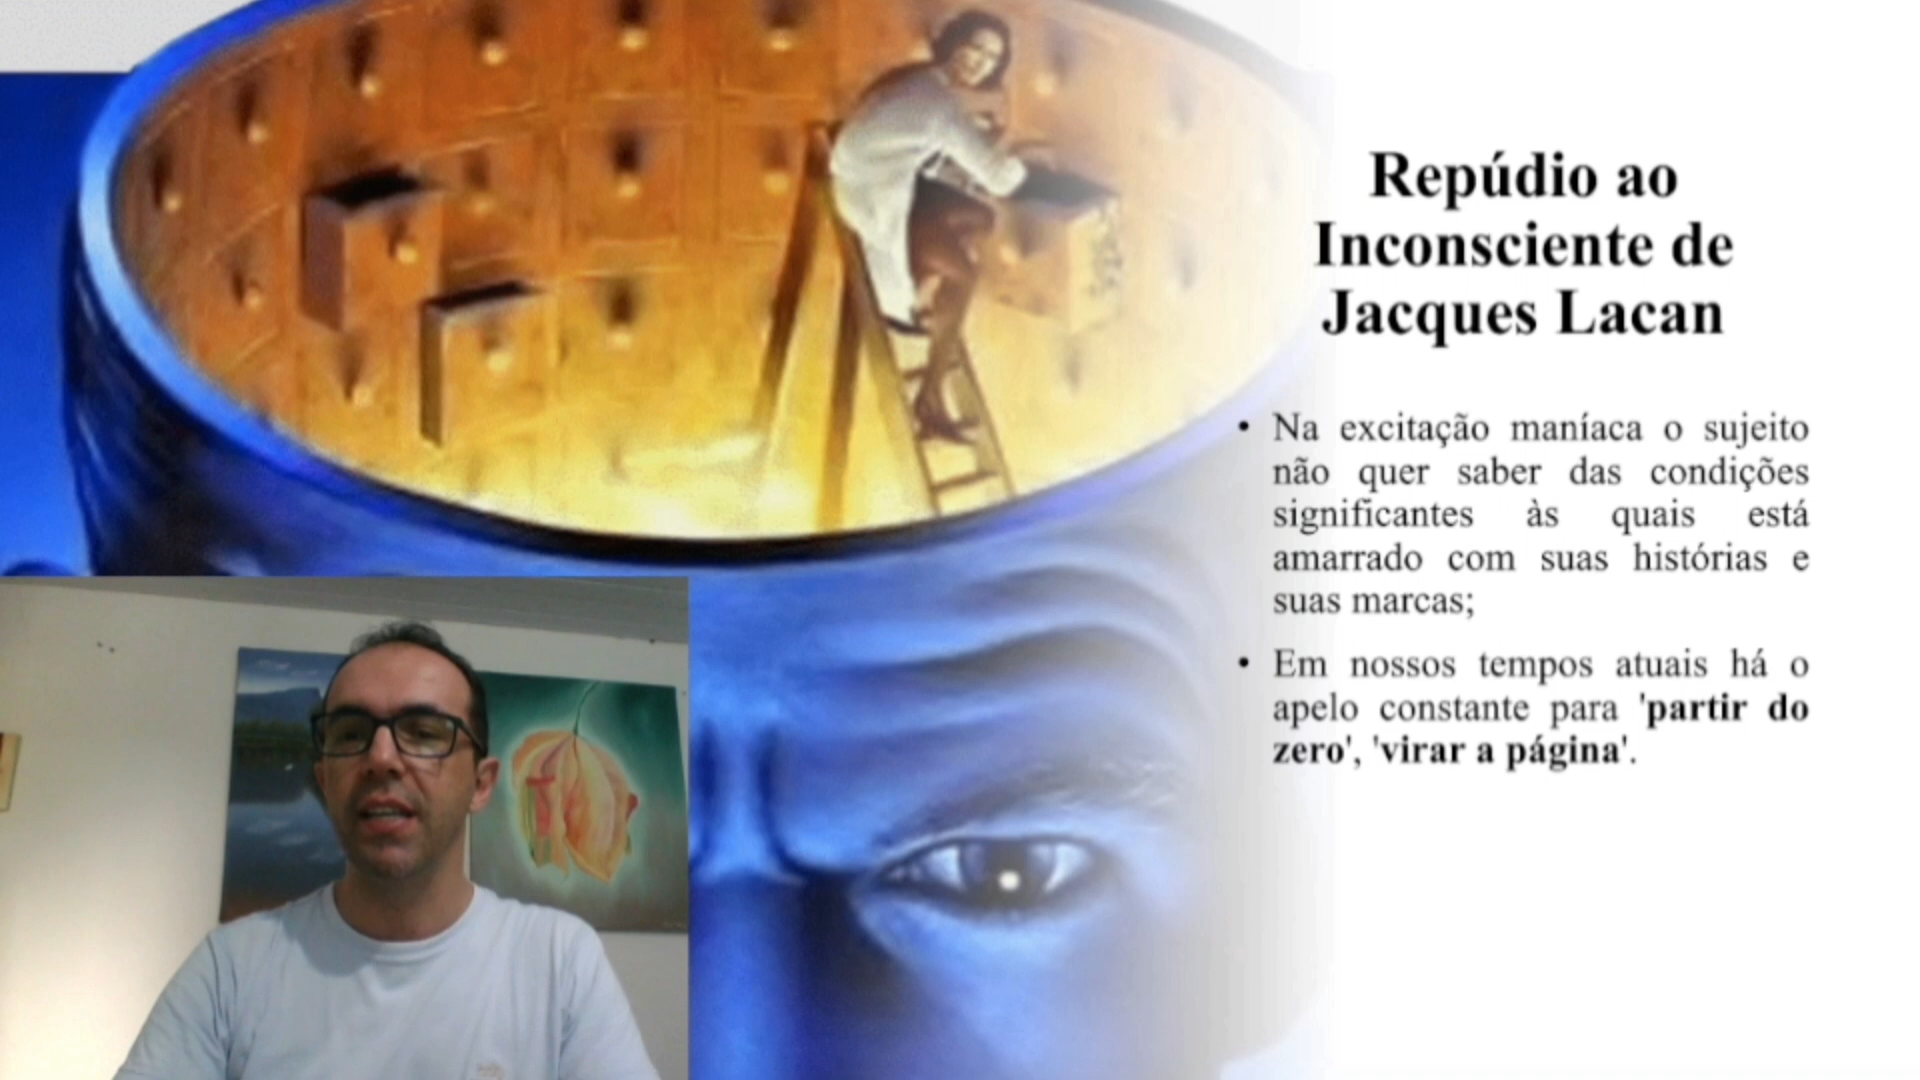 Repúdio ao
Inconsciente de
Jacques Lacan
• Na excitação maníaca o sujeito
não quer saber das condições
significantes às quais está
amarrado com suas histórias e
suas marcas;
• Em nossos tempos atuais há o
apelo constante para 'partir do
zero', 'virar a página'.